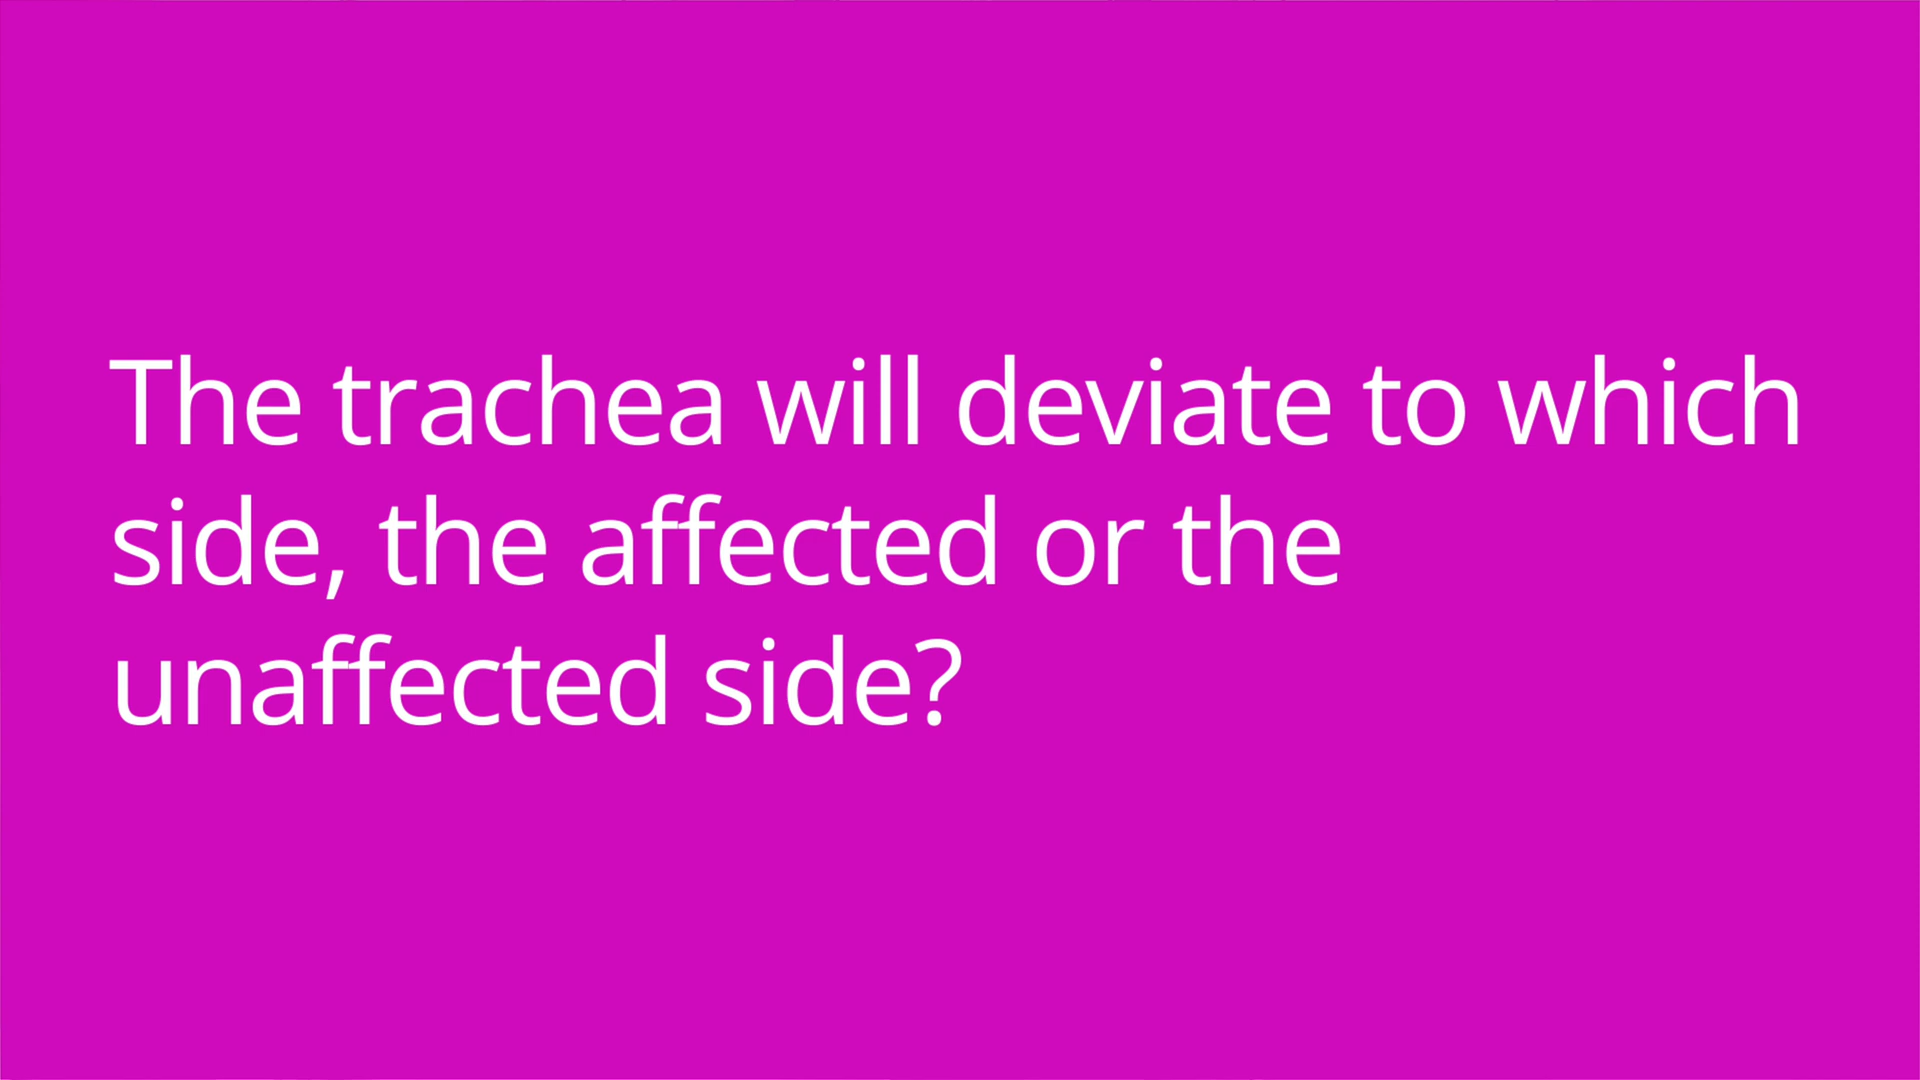 The trachea will deviate to which
side, the affected or the
unaffected side?